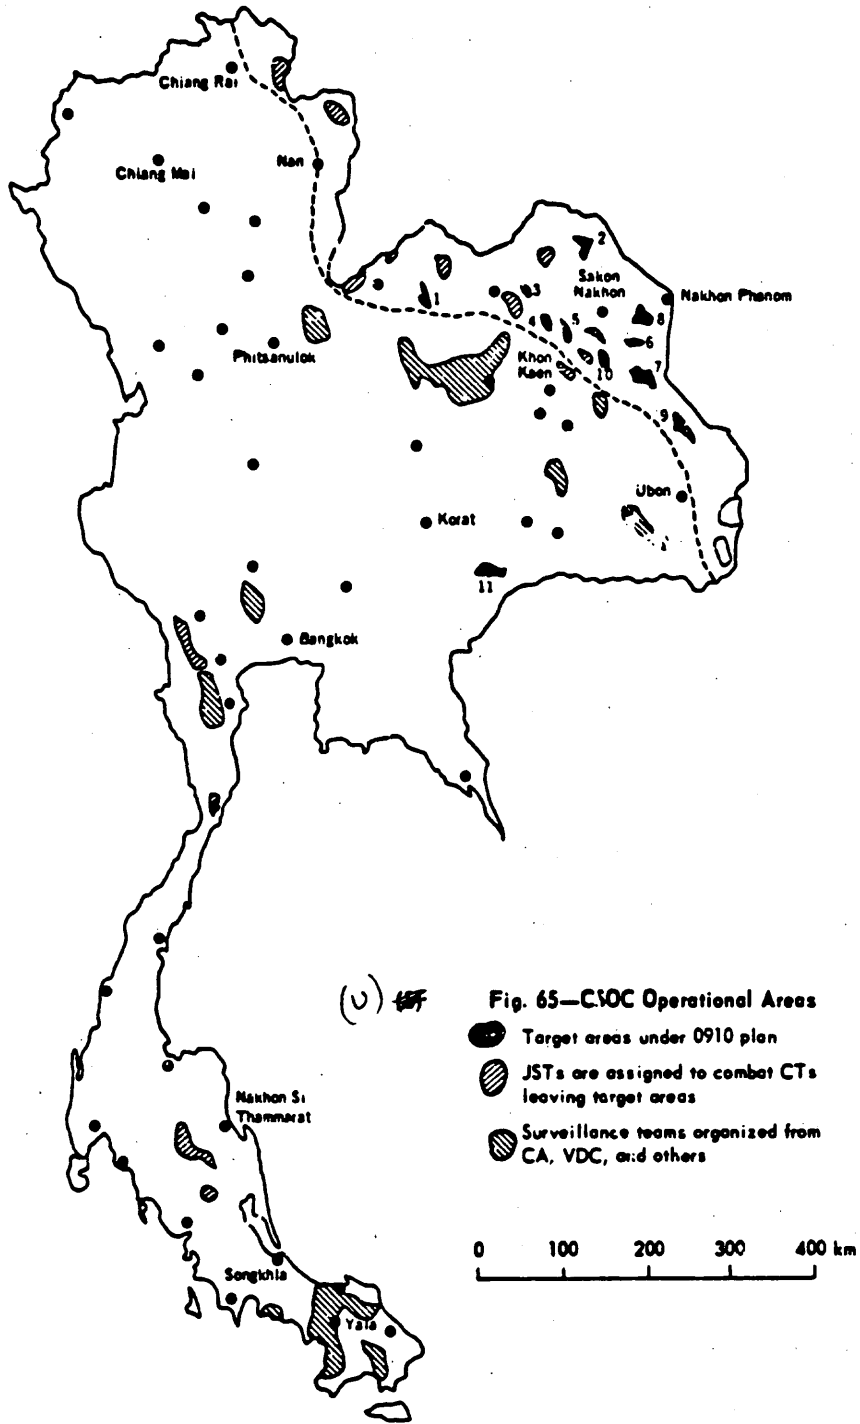 Chiang Rai
Chiang Mai
Nan
2
Sakon
Nakhon
Nakhon Phanom
1
3
4
5
8
6
Phitsanulok
Khon
Kaen
10
7
9
Ubon
Korat
11
Bangkok
(U)
Fig. 65—CSOC Operational Areas
Target areas under 0910 plan
JSTs are assigned to combat CTs
leaving target areas
Surveillance teams organized from
CA, VDC, and others
Nakhon Si
Thammarat
0 100 200 300 400 km
Songkhla
Yala